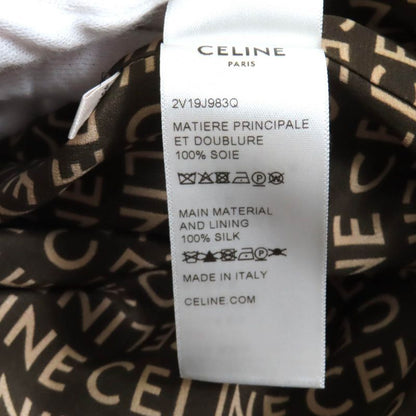 CELINE
PARIS
2V19J983Q
MATIERE PRINCIPALE
ET DOUBLURE
100% SOIE
MAIN MATERIAL
AND LINING
100% SILK
MADE IN ITALY
CELINE.COM
CELINE